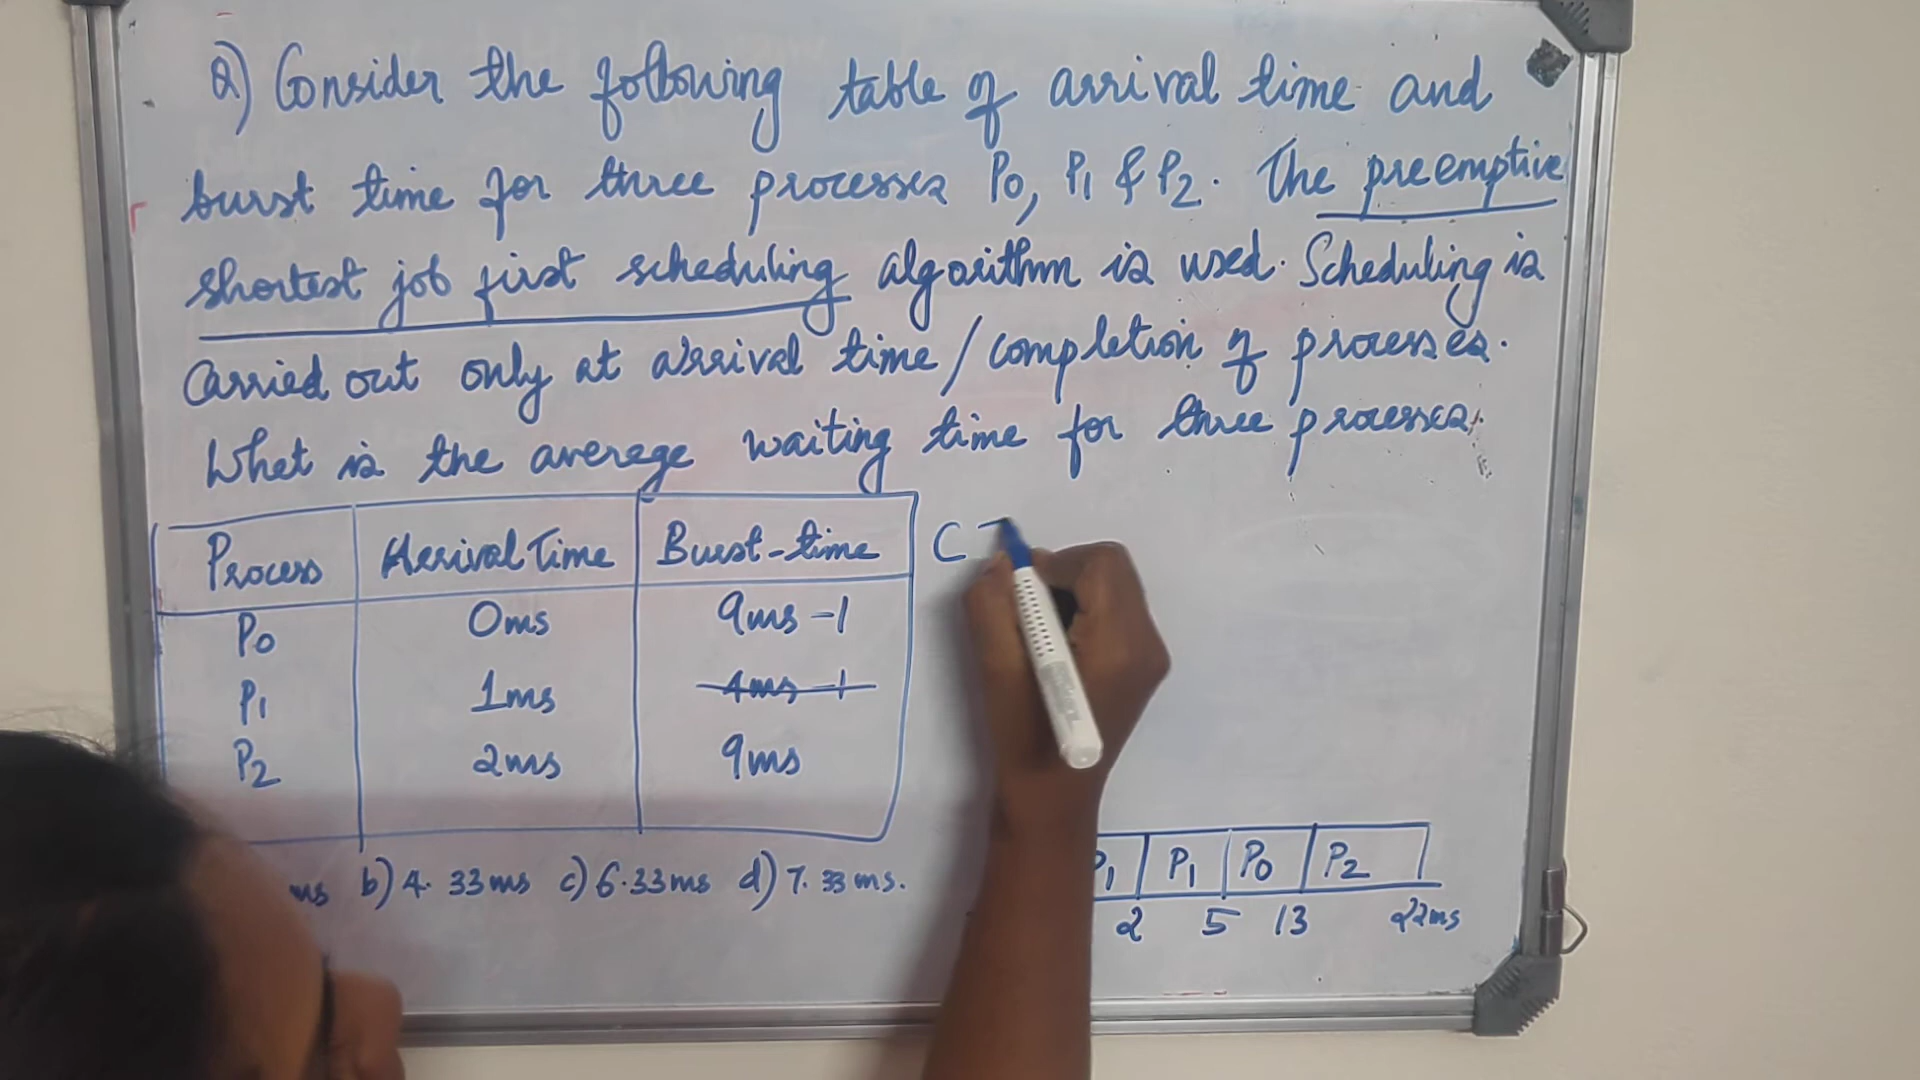 Q) Consider the following table of arrival time and
burst time for three processes P0, P1 & P2. The preemptive
shortest job first scheduling algorithm is used. Scheduling is
carried out only at arrival time/completion of processes.
What is the average waiting time for three processes.
Process Arrival Time Burst-time CT
P0 0ms 9ms -1
P1 1ms 4ms -1
P2 2ms 9ms
ms b) 4.33ms c) 6.33ms d) 7.33ms.
P1 P1 P0 P2
2 5 13 22ms